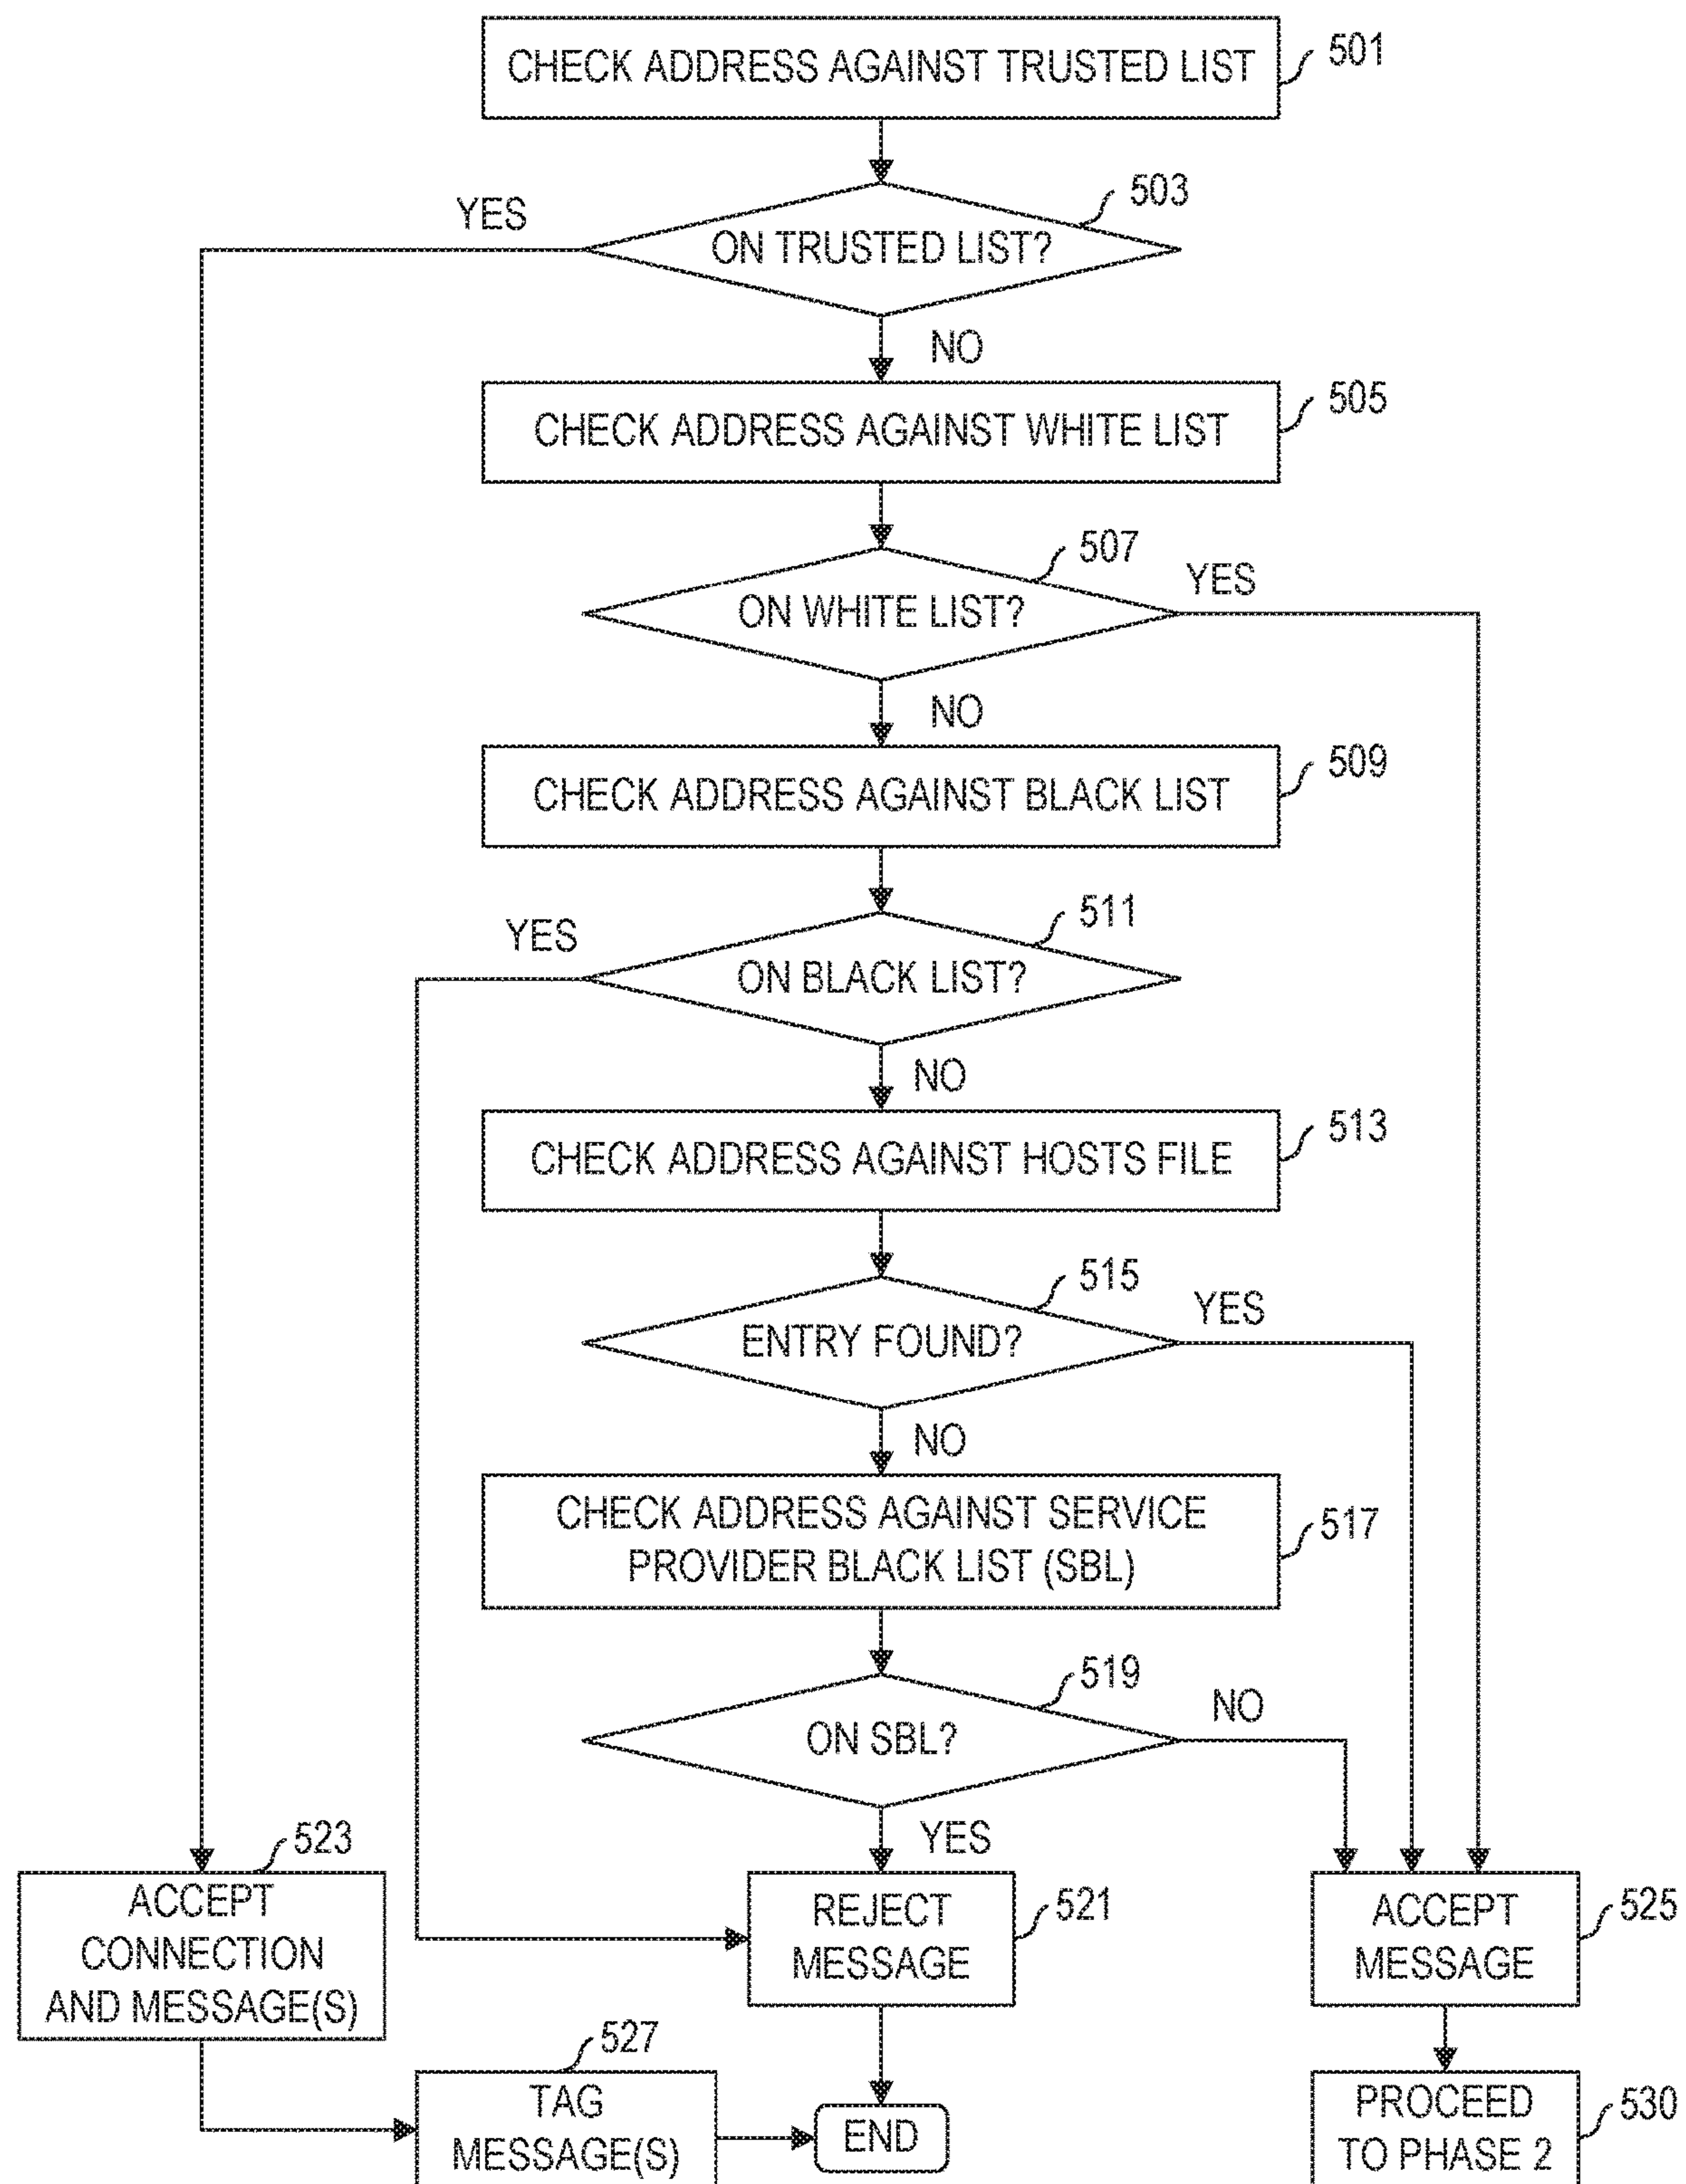 CHECK ADDRESS AGAINST TRUSTED LIST
501
503
YES
ON TRUSTED LIST?
NO
505
CHECK ADDRESS AGAINST WHITE LIST
507
YES
ON WHITE LIST?
NO
509
CHECK ADDRESS AGAINST BLACK LIST
511
YES
ON BLACK LIST?
NO
513
CHECK ADDRESS AGAINST HOSTS FILE
515
YES
ENTRY FOUND?
NO
CHECK ADDRESS AGAINST SERVICE
PROVIDER BLACK LIST (SBL)
517
519
NO
ON SBL?
YES
523
ACCEPT
CONNECTION
AND MESSAGE(S)
REJECT
MESSAGE
521
ACCEPT
MESSAGE
525
527
TAG
MESSAGE(S)
END
PROCEED
TO PHASE 2
530